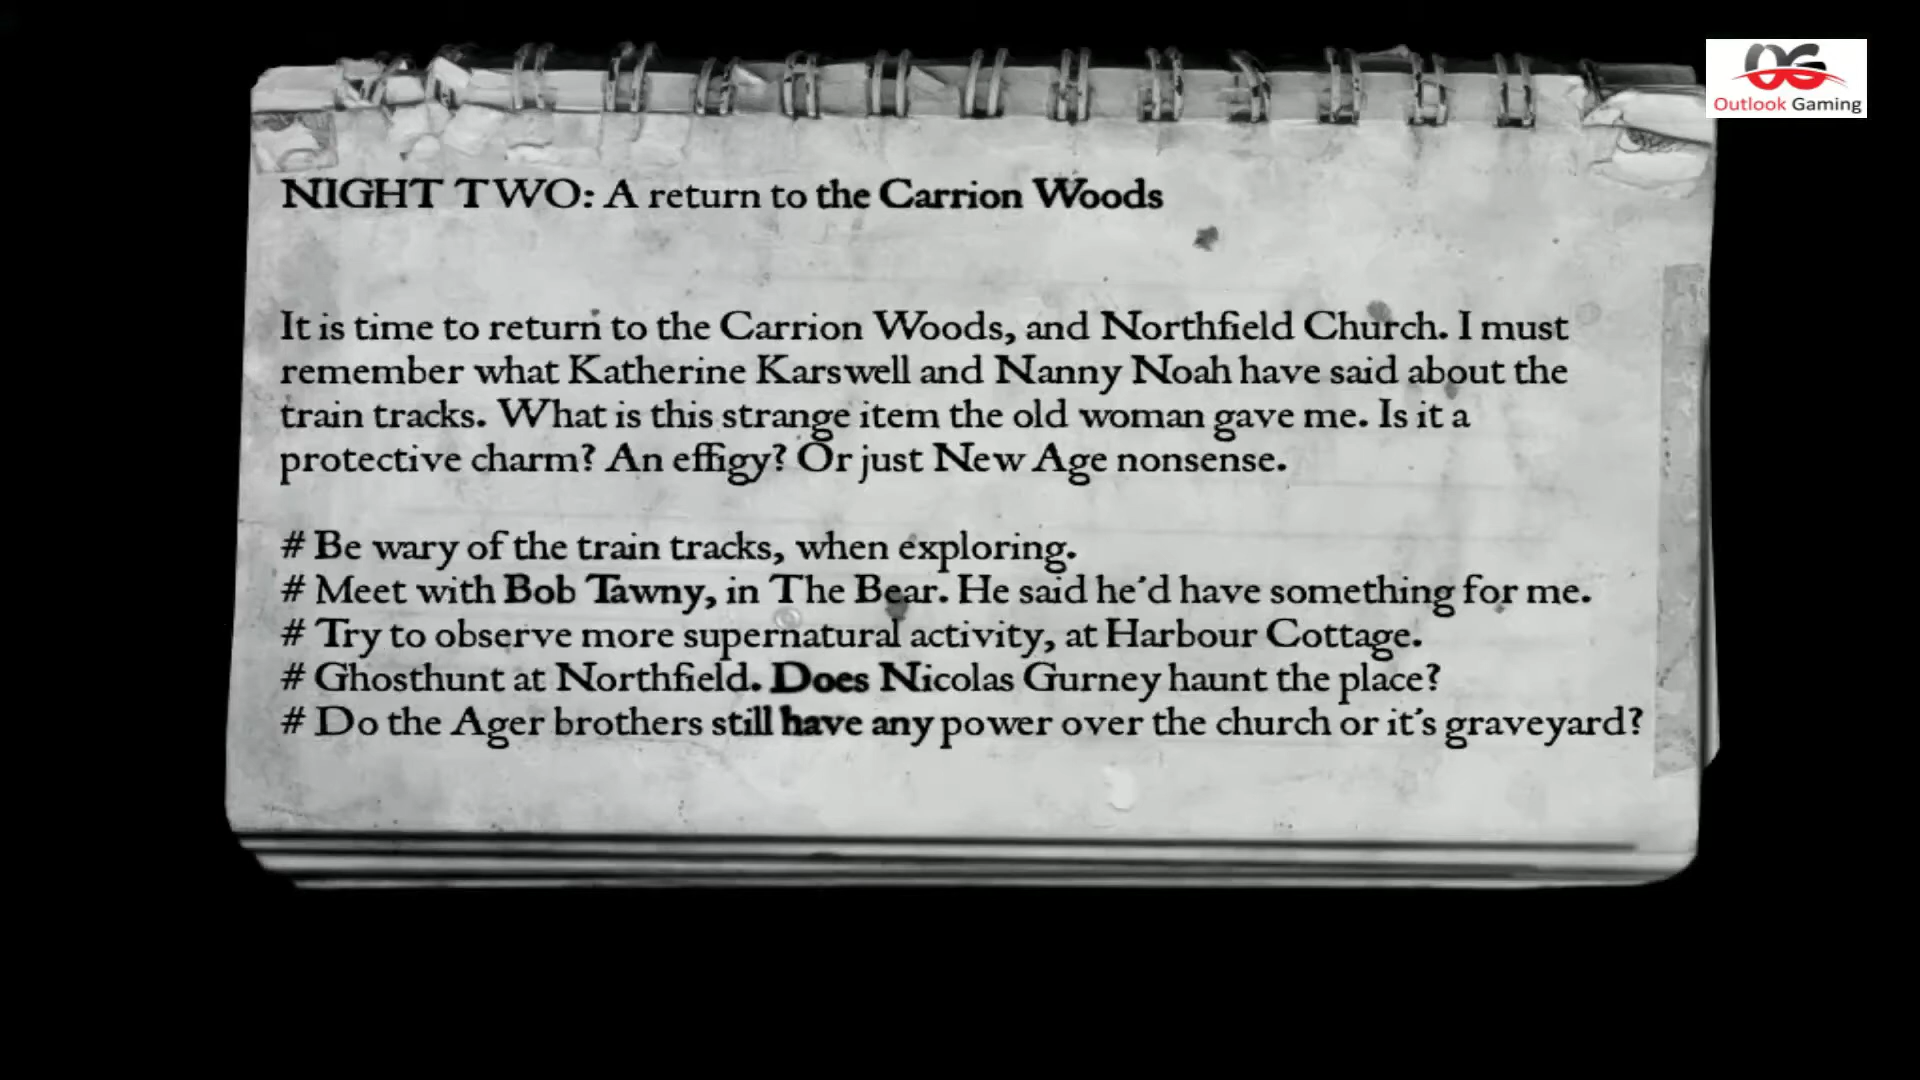 OG
Outlook Gaming
NIGHT TWO: A return to the Carrion Woods
It is time to return to the Carrion Woods, and Northfield Church. I must
remember what Katherine Karswell and Nanny Noah have said about the
train tracks. What is this strange item the old woman gave me. Is it a
protective charm? An effigy? Or just New Age nonsense.
# Be wary of the train tracks, when exploring.
# Meet with Bob Tawny, in The Bear. He said he'd have something for me.
# Try to observe more supernatural activity, at Harbour Cottage.
# Ghosthunt at Northfield. Does Nicolas Gurney haunt the place?
# Do the Ager brothers still have any power over the church or it's graveyard?